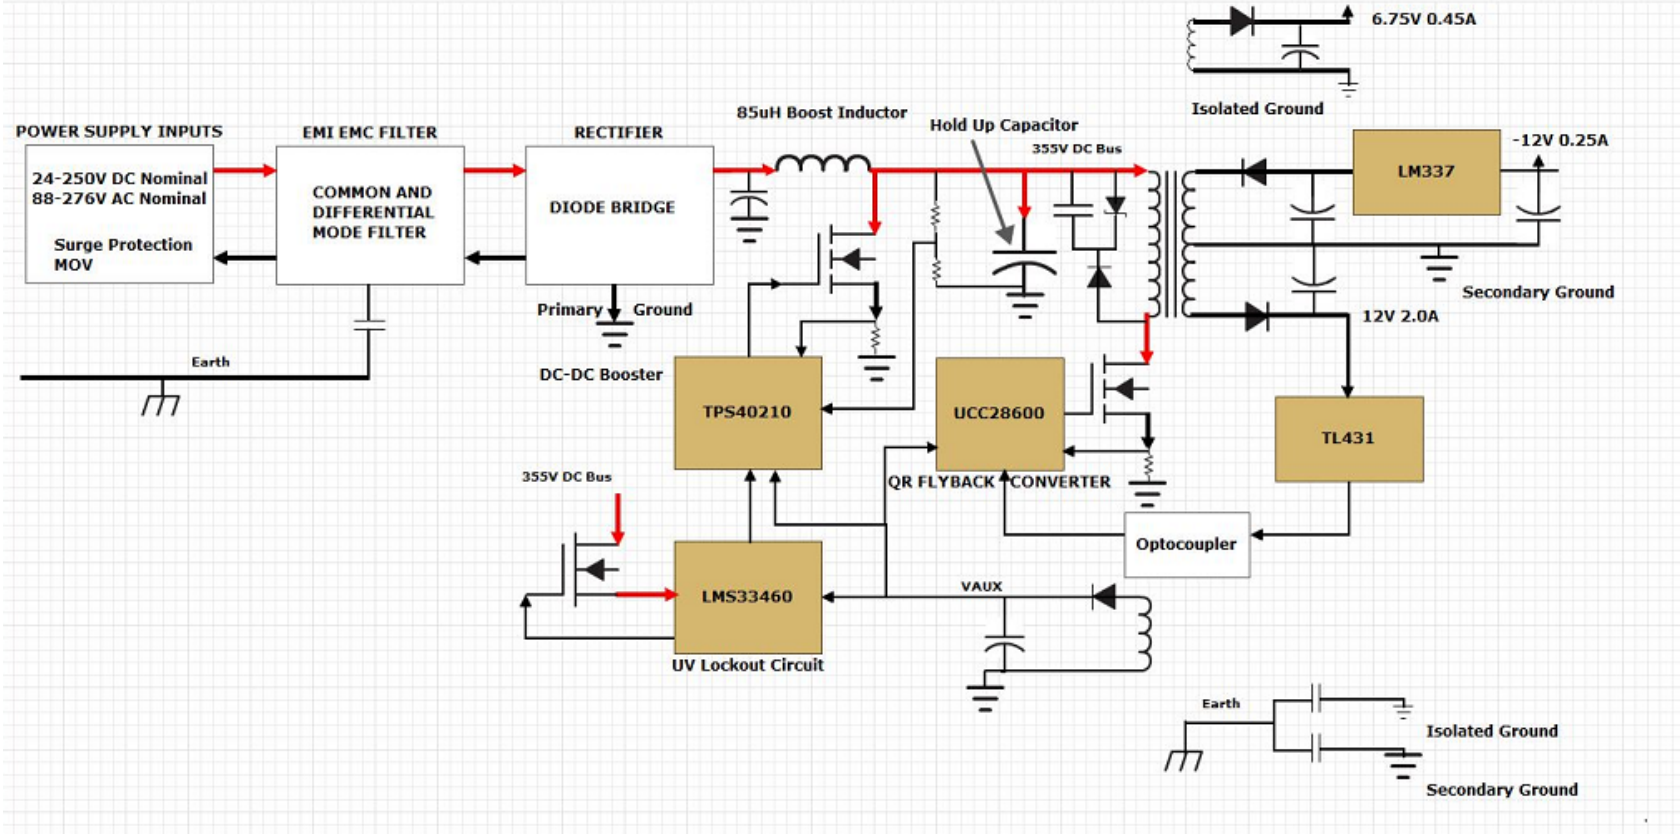 6.75V 0.45A
Isolated Ground
85uH Boost Inductor
Hold Up Capacitor
POWER SUPPLY INPUTS
EMI EMC FILTER
RECTIFIER
355V DC Bus
-12V 0.25A
24-250V DC Nominal
88-276V AC Nominal
Surge Protection
MOV
COMMON AND
DIFFERENTIAL
MODE FILTER
DIODE BRIDGE
LM337
Primary Ground
Secondary Ground
12V 2.0A
Earth
DC-DC Booster
TPS40210
UCC28600
TL431
QR FLYBACK CONVERTER
355V DC Bus
Optocoupler
LMS33460
VAUX
UV Lockout Circuit
Earth
Isolated Ground
Secondary Ground